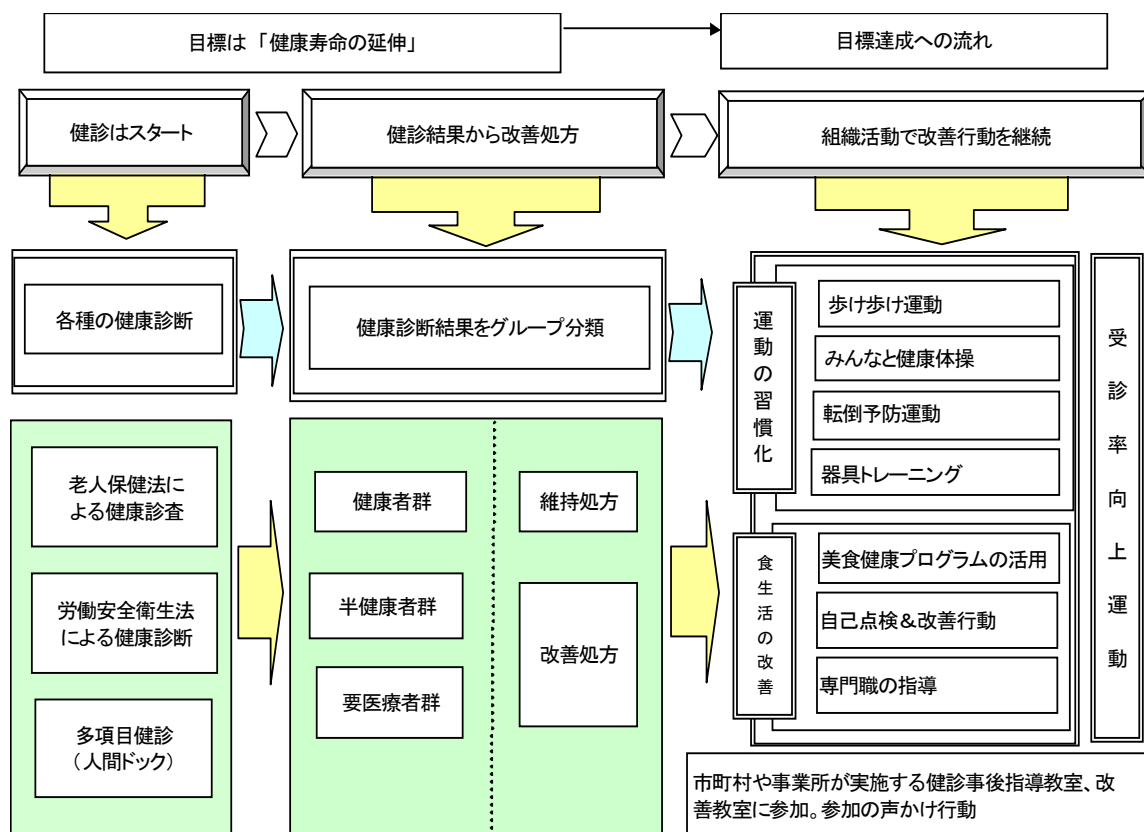 目標は 「健康寿命の延伸」
目標達成への流れ
健診はスタート
健診結果から改善処方
組織活動で改善行動を継続
各種の健康診断
健康診断結果をグループ分類
運動の習慣化
歩け歩け運動
みんなと健康体操
転倒予防運動
器具トレーニング
受診率向上運動
老人保健法に
よる健康診査
労働安全衛生法
による健康診断
多項目健診
（人間ドック）
健康者群
半健康者群
要医療者群
維持処方
改善処方
食生活の改善
美食健康プログラムの活用
自己点検＆改善行動
専門職の指導
市町村や事業所が実施する健診事後指導教室、改
善教室に参加。参加の声かけ行動